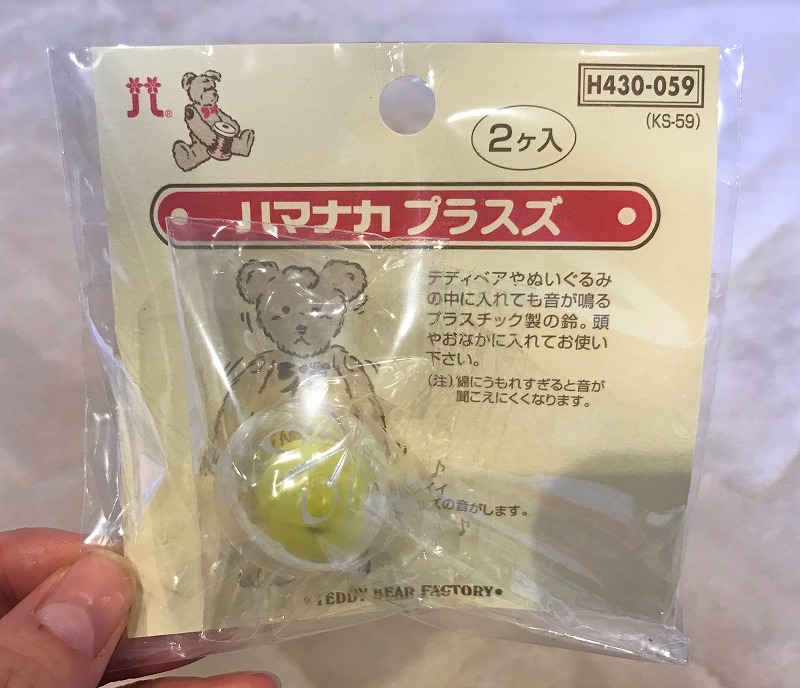 H430-059
(KS-59)
2ヶ入
ハマナカ プラスズ
テディベアやぬいぐるみ
の中に入れても音が鳴る
プラスチック製の鈴。頭
やおなかに入れてお使い
下さい。
(注)綿にうもれすぎると音が
聞こえにくくなります。
の音がします。
•TEDDY BEAR FACTORY•